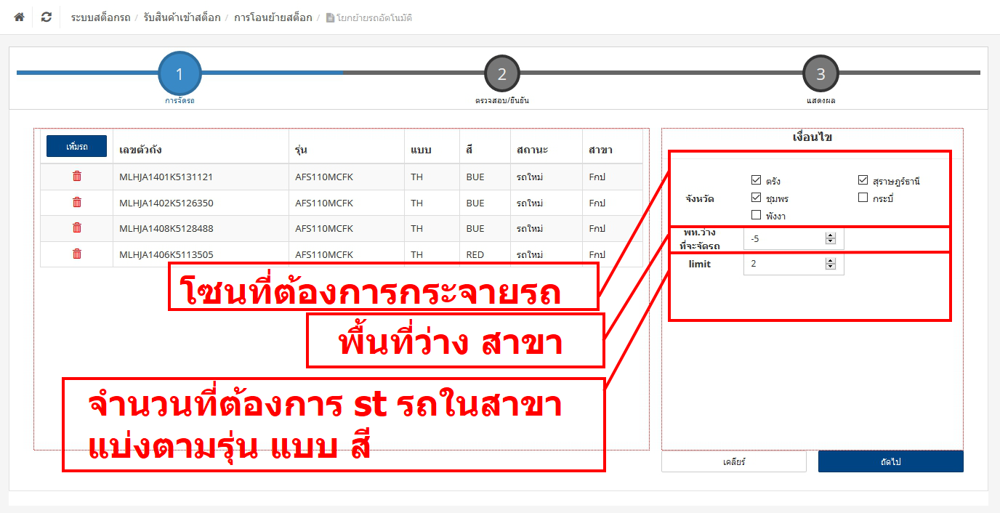 ระบบสต็อกรถ / รับสินค้าเข้าสต็อก / การโอนย้ายสต็อก / โยกย้ายรถอัตโนมัติ
1 2 3
การจัดรถ ตรวจสอบ/ยืนยัน แสดงผล
เพิ่มรถ เลขตัวถัง รุ่น แบบ สี สถานะ สาขา
MLHJA1401K5131121 AFS110MCFK TH BUE รถใหม่ Fกป
MLHJA1402K5126350 AFS110MCFK TH BUE รถใหม่ Fกป
MLHJA1408K5128488 AFS110MCFK TH BUE รถใหม่ Fกป
MLHJA1406K5113505 AFS110MCFK TH RED รถใหม่ Fกป
เงื่อนไข
จังหวัด
ตรัง สุราษฎร์ธานี
ชุมพร กระบี่
พังงา
พท.ว่าง
ที่จะจัดรถ
-5
limit 2
โซนที่ต้องการกระจายรถ
พื้นที่ว่าง สาขา
จำนวนที่ต้องการ st รถในสาขา
แบ่งตามรุ่น แบบ สี
เคลียร์ ถัดไป